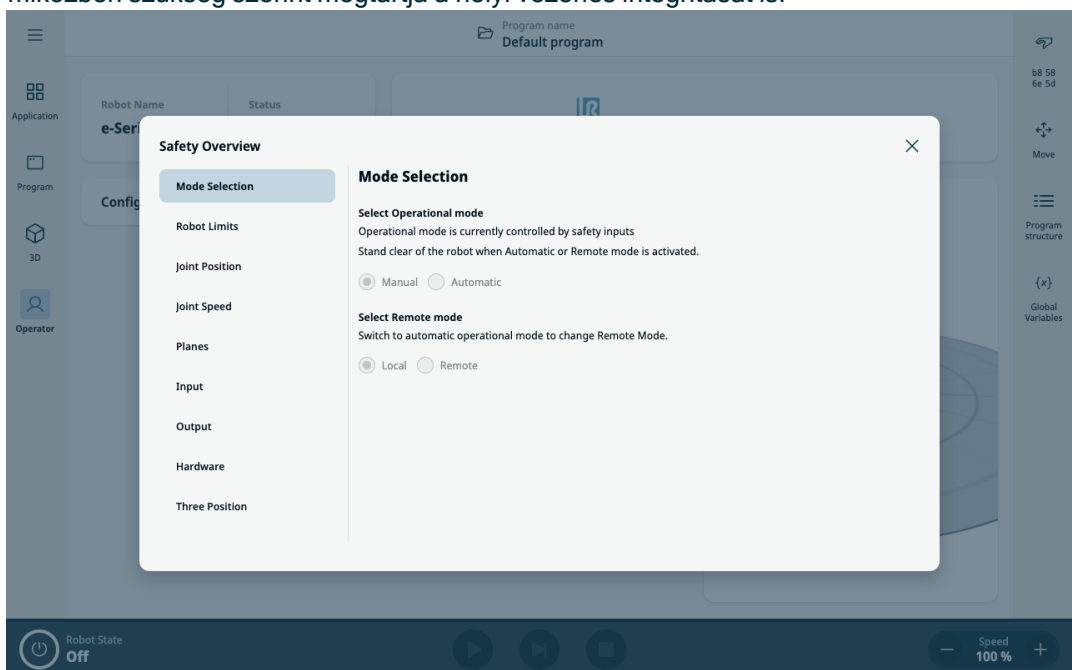 Program name
Default program
b8 58
6e 5d
Application
Robot Name
Status
e-Seri
Safety Overview
Move
Mode Selection
Mode Selection
Program
Config
Select Operational mode
Robot Limits
Operational mode is currently controlled by safety inputs
Program
structure
Stand clear of the robot when Automatic or Remote mode is activated.
3D
Joint Position
Manual
Automatic
Joint Speed
Select Remote mode
Global
Variables
{x}
Operator
Switch to automatic operational mode to change Remote Mode.
Planes
Local
Remote
Input
Output
Hardware
Three Position
Robot State
Off
Speed
100 %